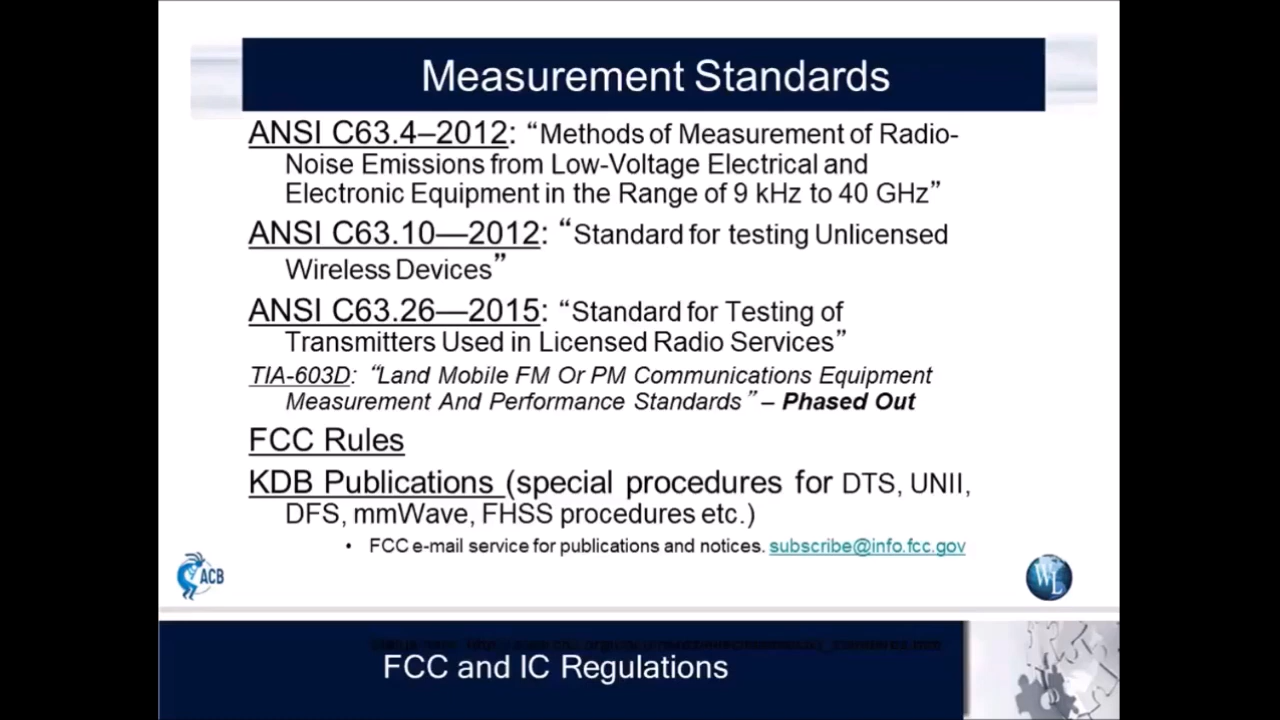 Measurement Standards
ANSI C63.4–2012: “Methods of Measurement of Radio-
Noise Emissions from Low-Voltage Electrical and
Electronic Equipment in the Range of 9 kHz to 40 GHz”
ANSI C63.10—2012: “Standard for testing Unlicensed
Wireless Devices”
ANSI C63.26—2015: “Standard for Testing of
Transmitters Used in Licensed Radio Services”
TIA-603D: “Land Mobile FM Or PM Communications Equipment
Measurement And Performance Standards” – Phased Out
FCC Rules
KDB Publications (special procedures for DTS, UNII,
DFS, mmWave, FHSS procedures etc.)
• FCC e-mail service for publications and notices. subscribe@info.fcc.gov
ACB
WL
FCC and IC Regulations